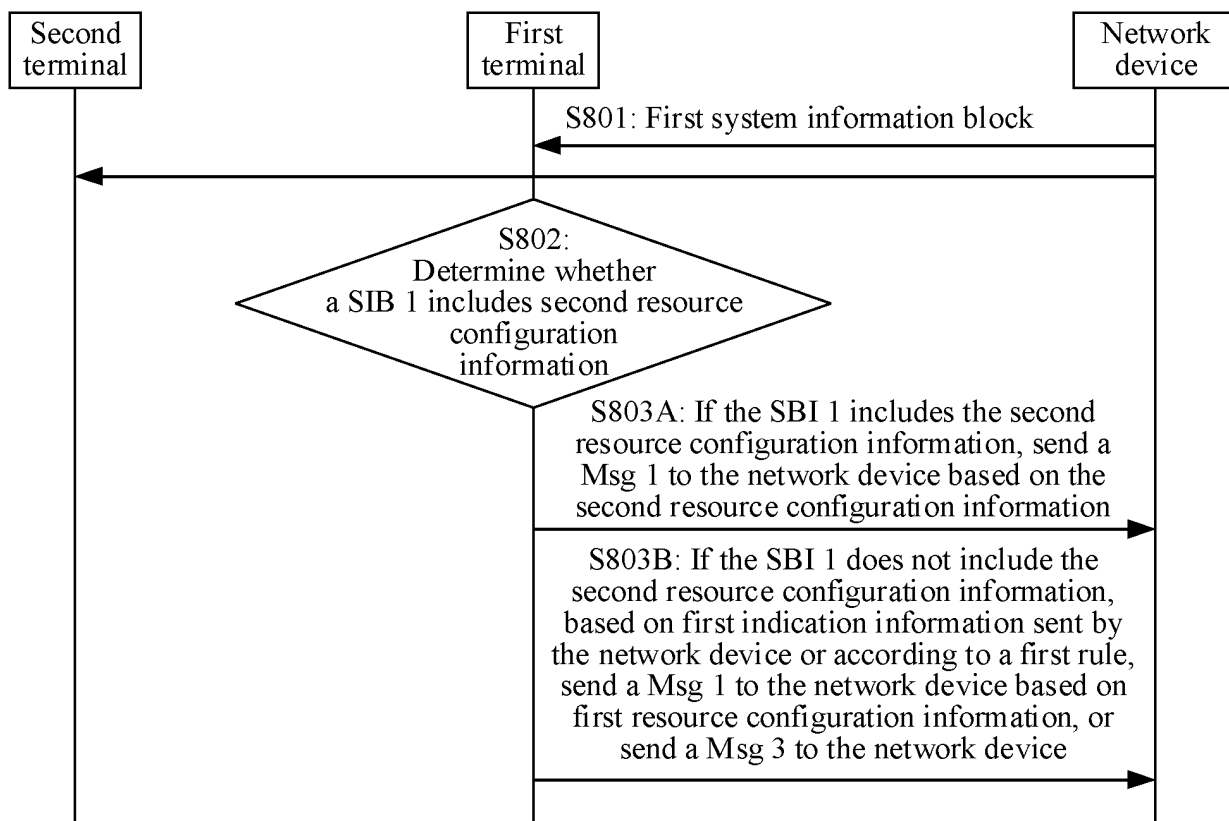 Second
terminal
First
terminal
Network
device
S801: First system information block
S802:
Determine whether
a SIB 1 includes second resource
configuration
information
S803A: If the SBI 1 includes the second
resource configuration information, send a
Msg 1 to the network device based on the
second resource configuration information
S803B: If the SBI 1 does not include the
second resource configuration information,
based on first indication information sent by
the network device or according to a first rule,
send a Msg 1 to the network device based on
first resource configuration information, or
send a Msg 3 to the network device